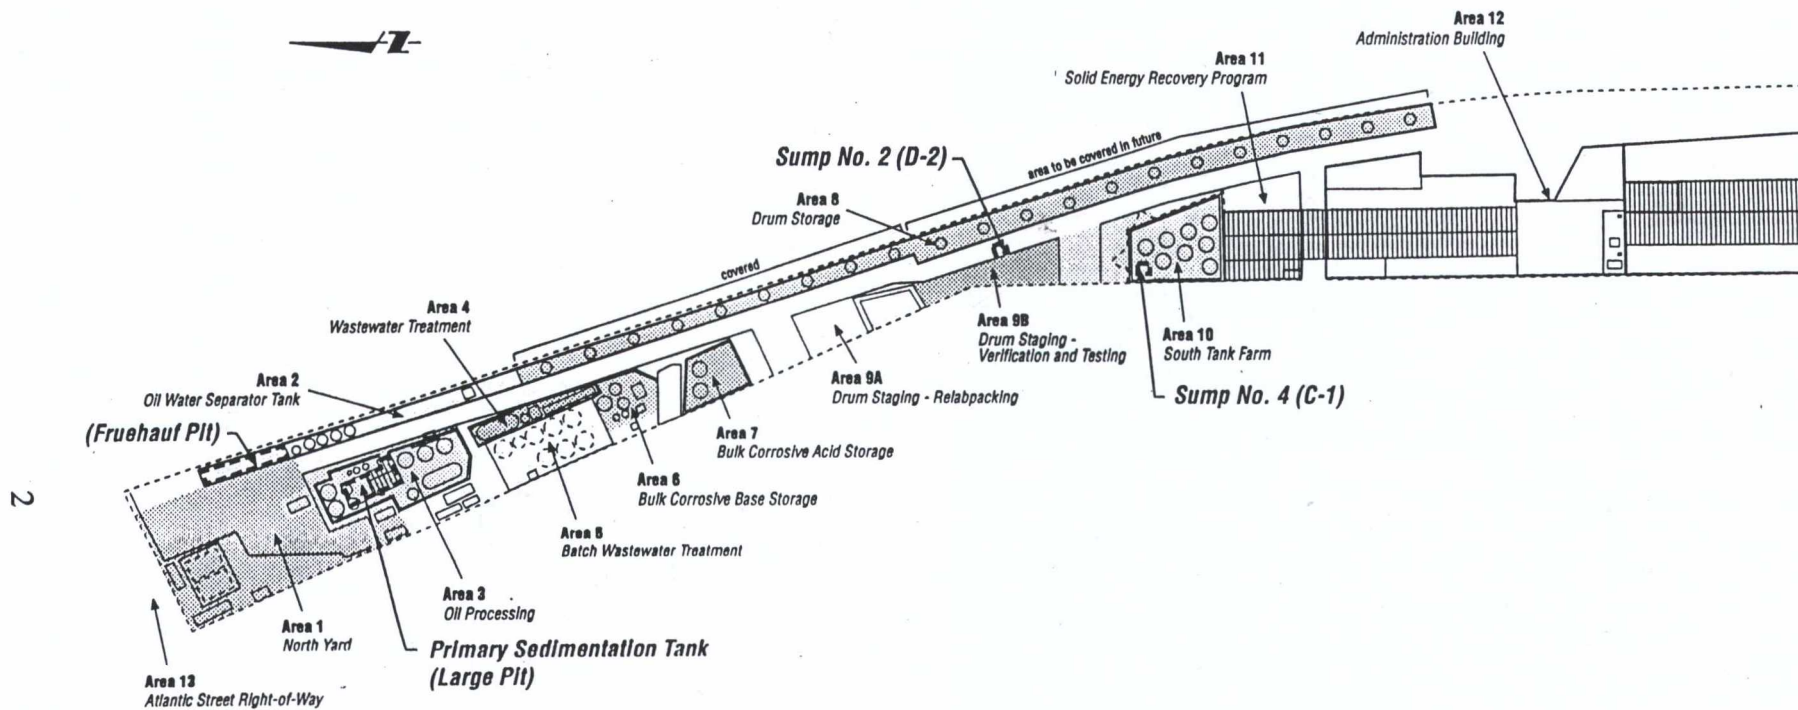 Area 12
Administration Building
Area 11
Solid Energy Recovery Program
Sump No. 2 (D-2)
area to be covered in future
Area 8
Drum Storage
covered
Area 4
Wastewater Treatment
Area 2
Oil Water Separator Tank
(Fruehauf Pit)
Area 9B
Drum Staging -
Verification and Testing
Area 10
South Tank Farm
Sump No. 4 (C-1)
Area 9A
Drum Staging - Relabpacking
Area 7
Bulk Corrosive Acid Storage
Area 6
Bulk Corrosive Base Storage
Area 5
Batch Wastewater Treatment
Area 3
Oil Processing
Area 1
North Yard
Primary Sedimentation Tank
(Large Pit)
Area 13
Atlantic Street Right-of-Way
Z
2